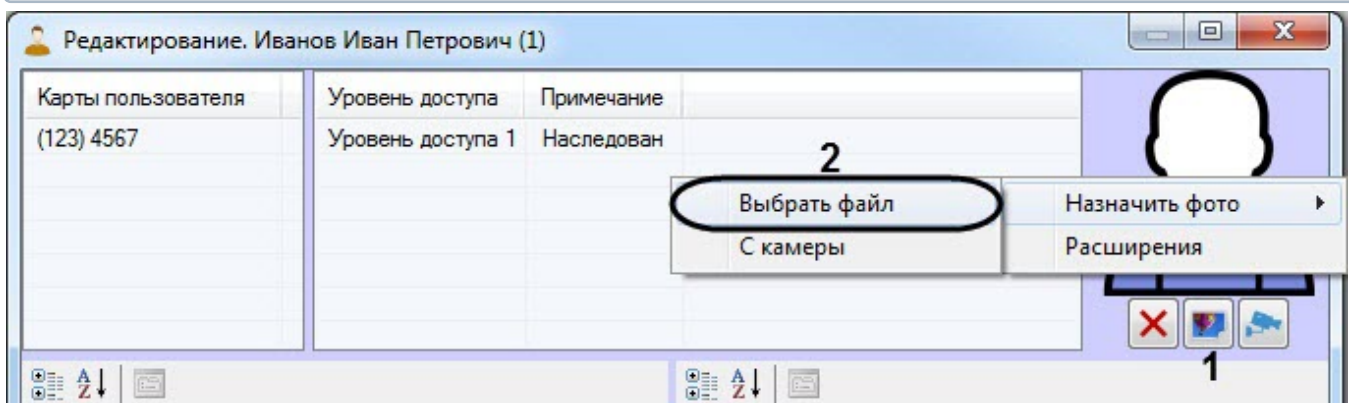 Редактирование. Иванов Иван Петрович (1)
Карты пользователя Уровень доступа Примечание
(123) 4567 Уровень доступа 1 Наследован
2
Выбрать файл Назначить фото
С камеры Расширения
1